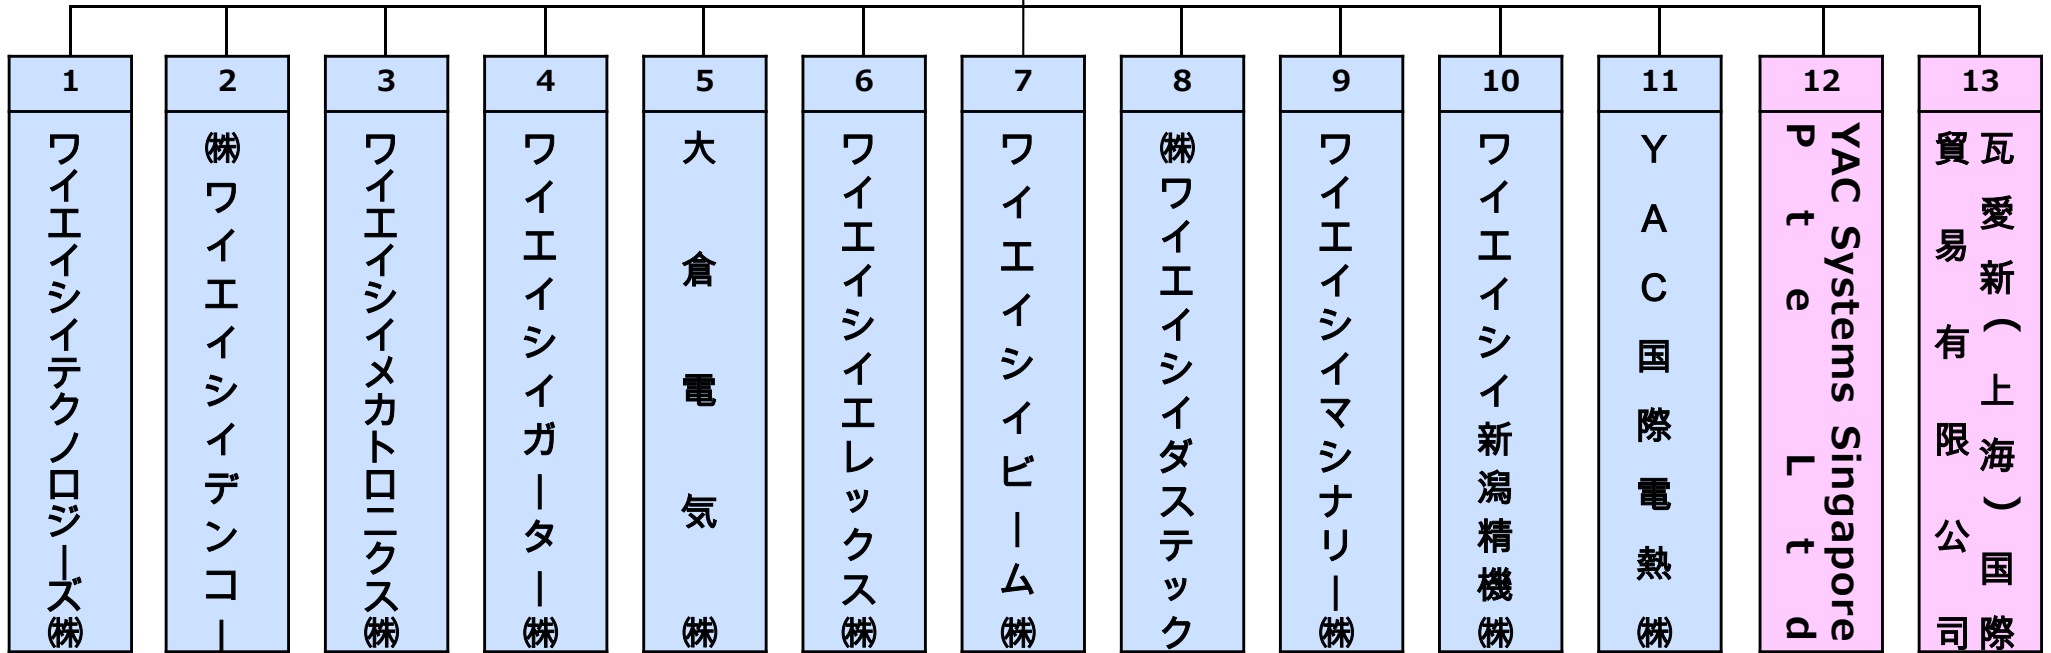 1
ワイエイシイテクノロジーズ㈱
2
㈱ワイエイシイデンコー
3
ワイエイシイメカトロニクス㈱
4
ワイエイシイガーター㈱
5
大倉電気㈱
6
ワイエイシイエレックス㈱
7
ワイエイシイビーム㈱
8
㈱ワイエイシイダステック
9
ワイエイシイマシナリー㈱
10
ワイエイシイ新潟精機㈱
11
ＹＡＣ国際電熱㈱
12
YAC Systems Singapore
Pte Ltd
13
瓦愛新(上海)国際
貿易有限公司